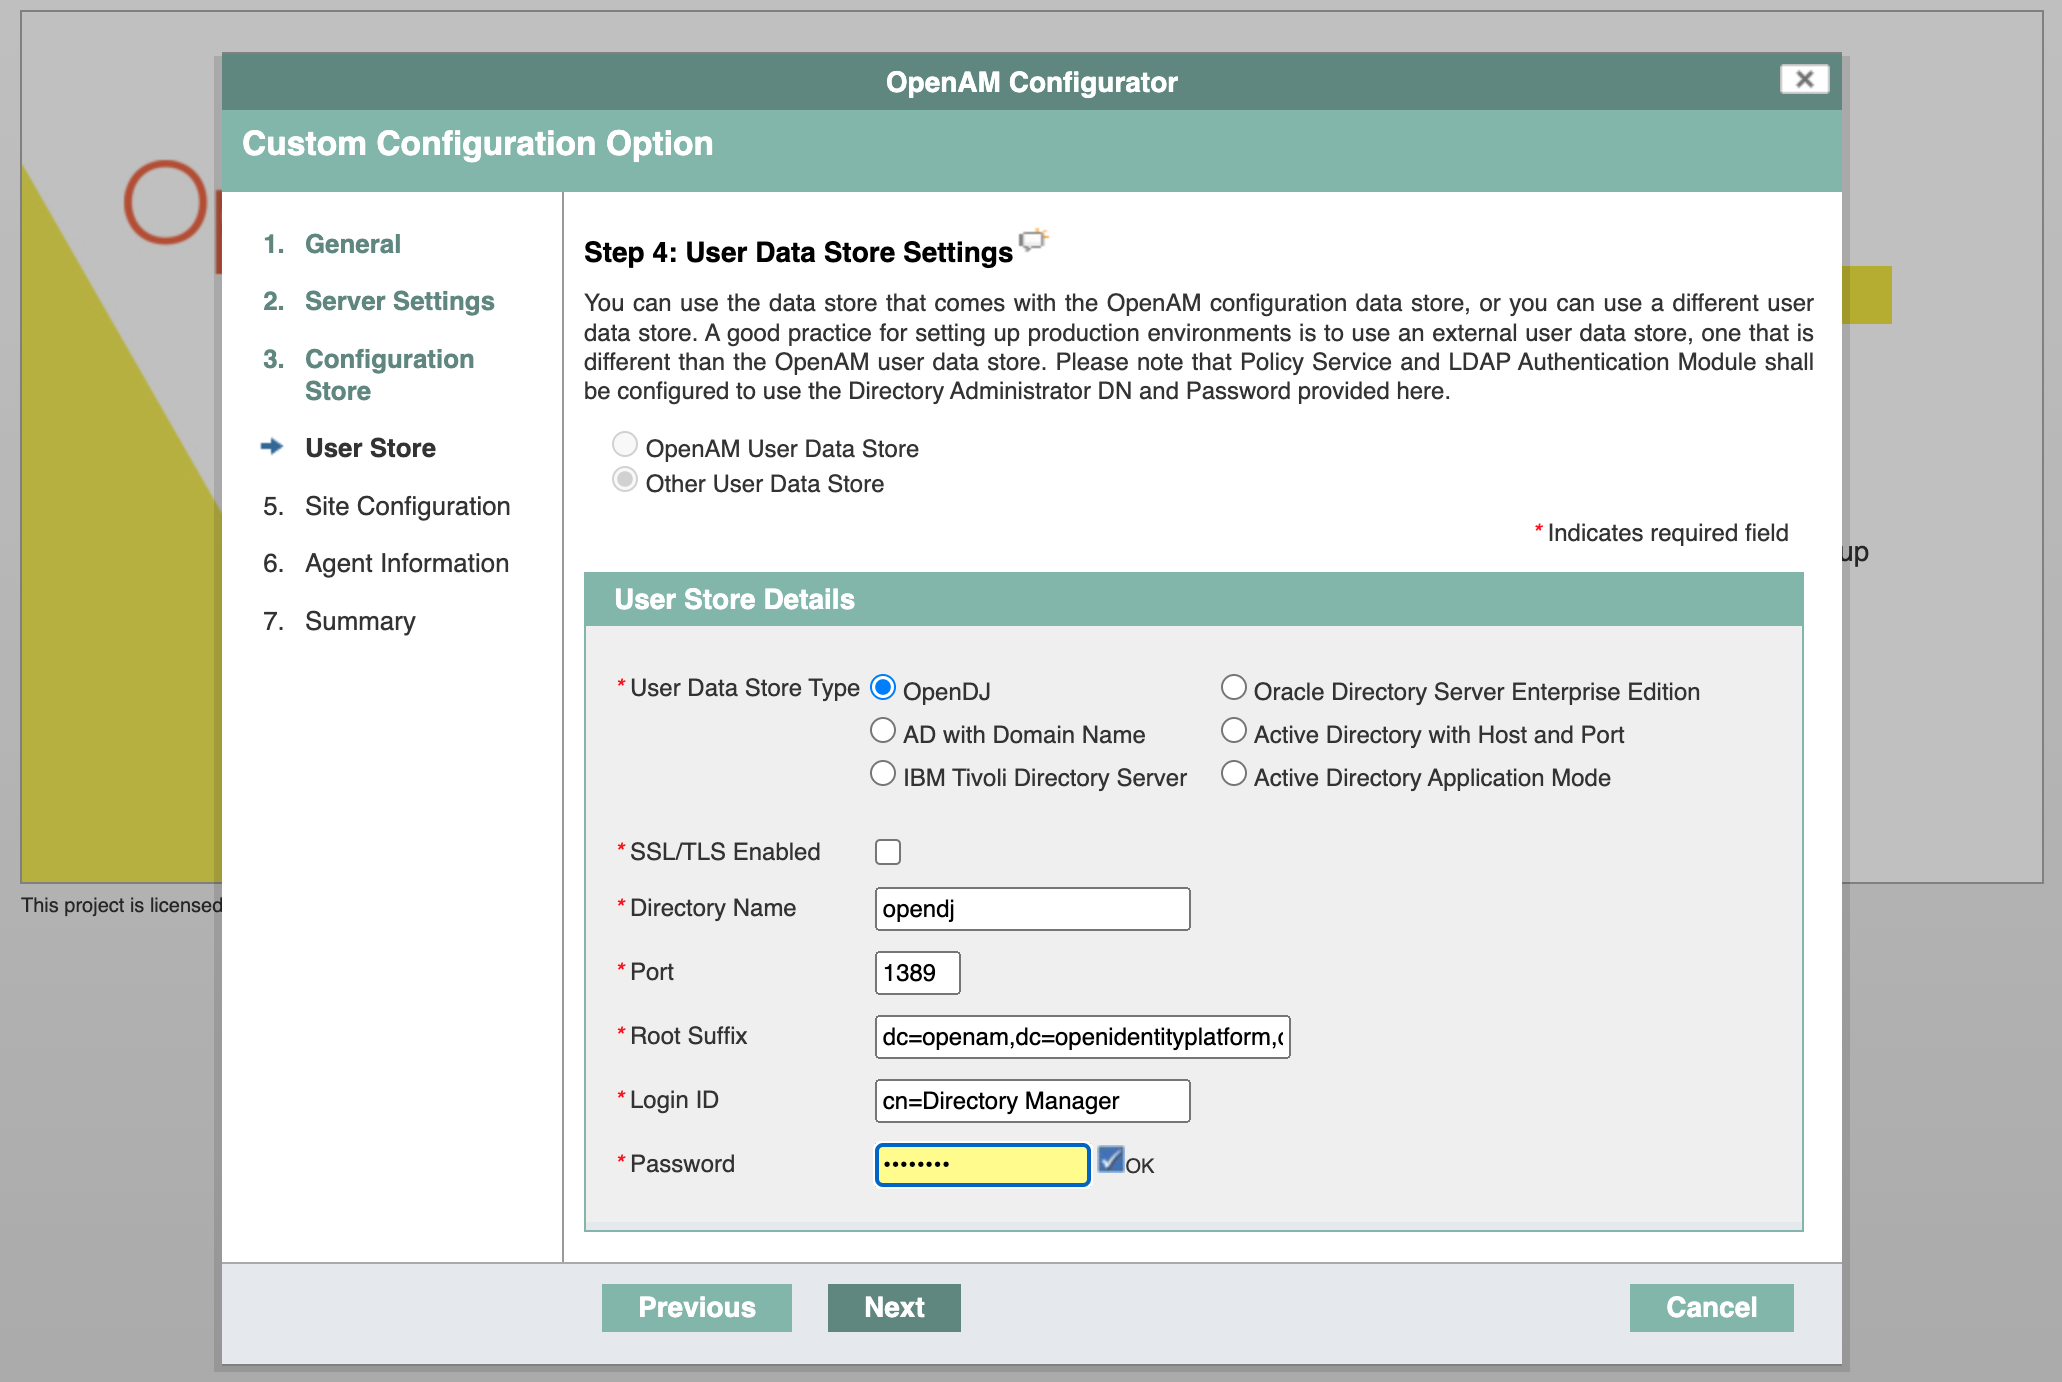 OpenAM Configurator
Custom Configuration Option
1. General
2. Server Settings
3. Configuration
Store
User Store
5. Site Configuration
6. Agent Information
7. Summary
Step 4: User Data Store Settings
You can use the data store that comes with the OpenAM configuration data store, or you can use a different user
data store. A good practice for setting up production environments is to use an external user data store, one that is
different than the OpenAM user data store. Please note that Policy Service and LDAP Authentication Module shall
be configured to use the Directory Administrator DN and Password provided here.
OpenAM User Data Store
Other User Data Store
* Indicates required field
User Store Details
* User Data Store Type
OpenDJ
Oracle Directory Server Enterprise Edition
AD with Domain Name
Active Directory with Host and Port
IBM Tivoli Directory Server
Active Directory Application Mode
* SSL/TLS Enabled
* Directory Name
opendj
* Port
1389
* Root Suffix
dc=openam,dc=openidentityplatform,
* Login ID
cn=Directory Manager
* Password
••••••••
OK
Previous
Next
Cancel
This project is licensed
up